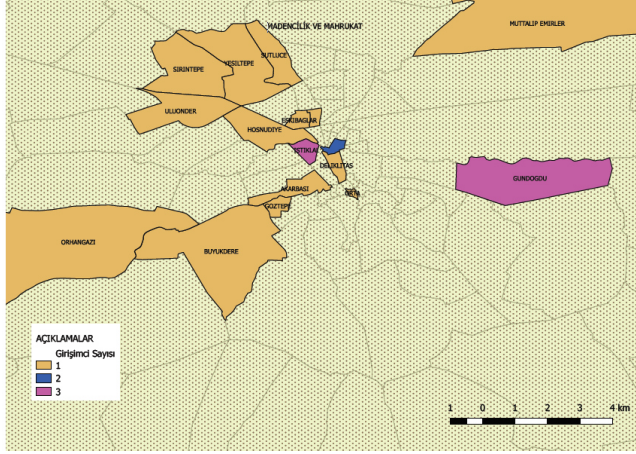 MADENCİLİK VE MAHRUKAT
MUTTALIP EMIRLER
SUTLUCE
YESILTEPE
SIRINTEPE
ULUONDER
ESKIBAGLAR
HOSNUDIYE
ISTIKLAL
DELIKLITAS
GUNDOGDU
AKARBASI
GOZTEPE
ORHANGAZI
BUYUKDERE
AÇIKLAMALAR
Girişimci Sayısı
1
2
3
1 0 1 2 3 4 km